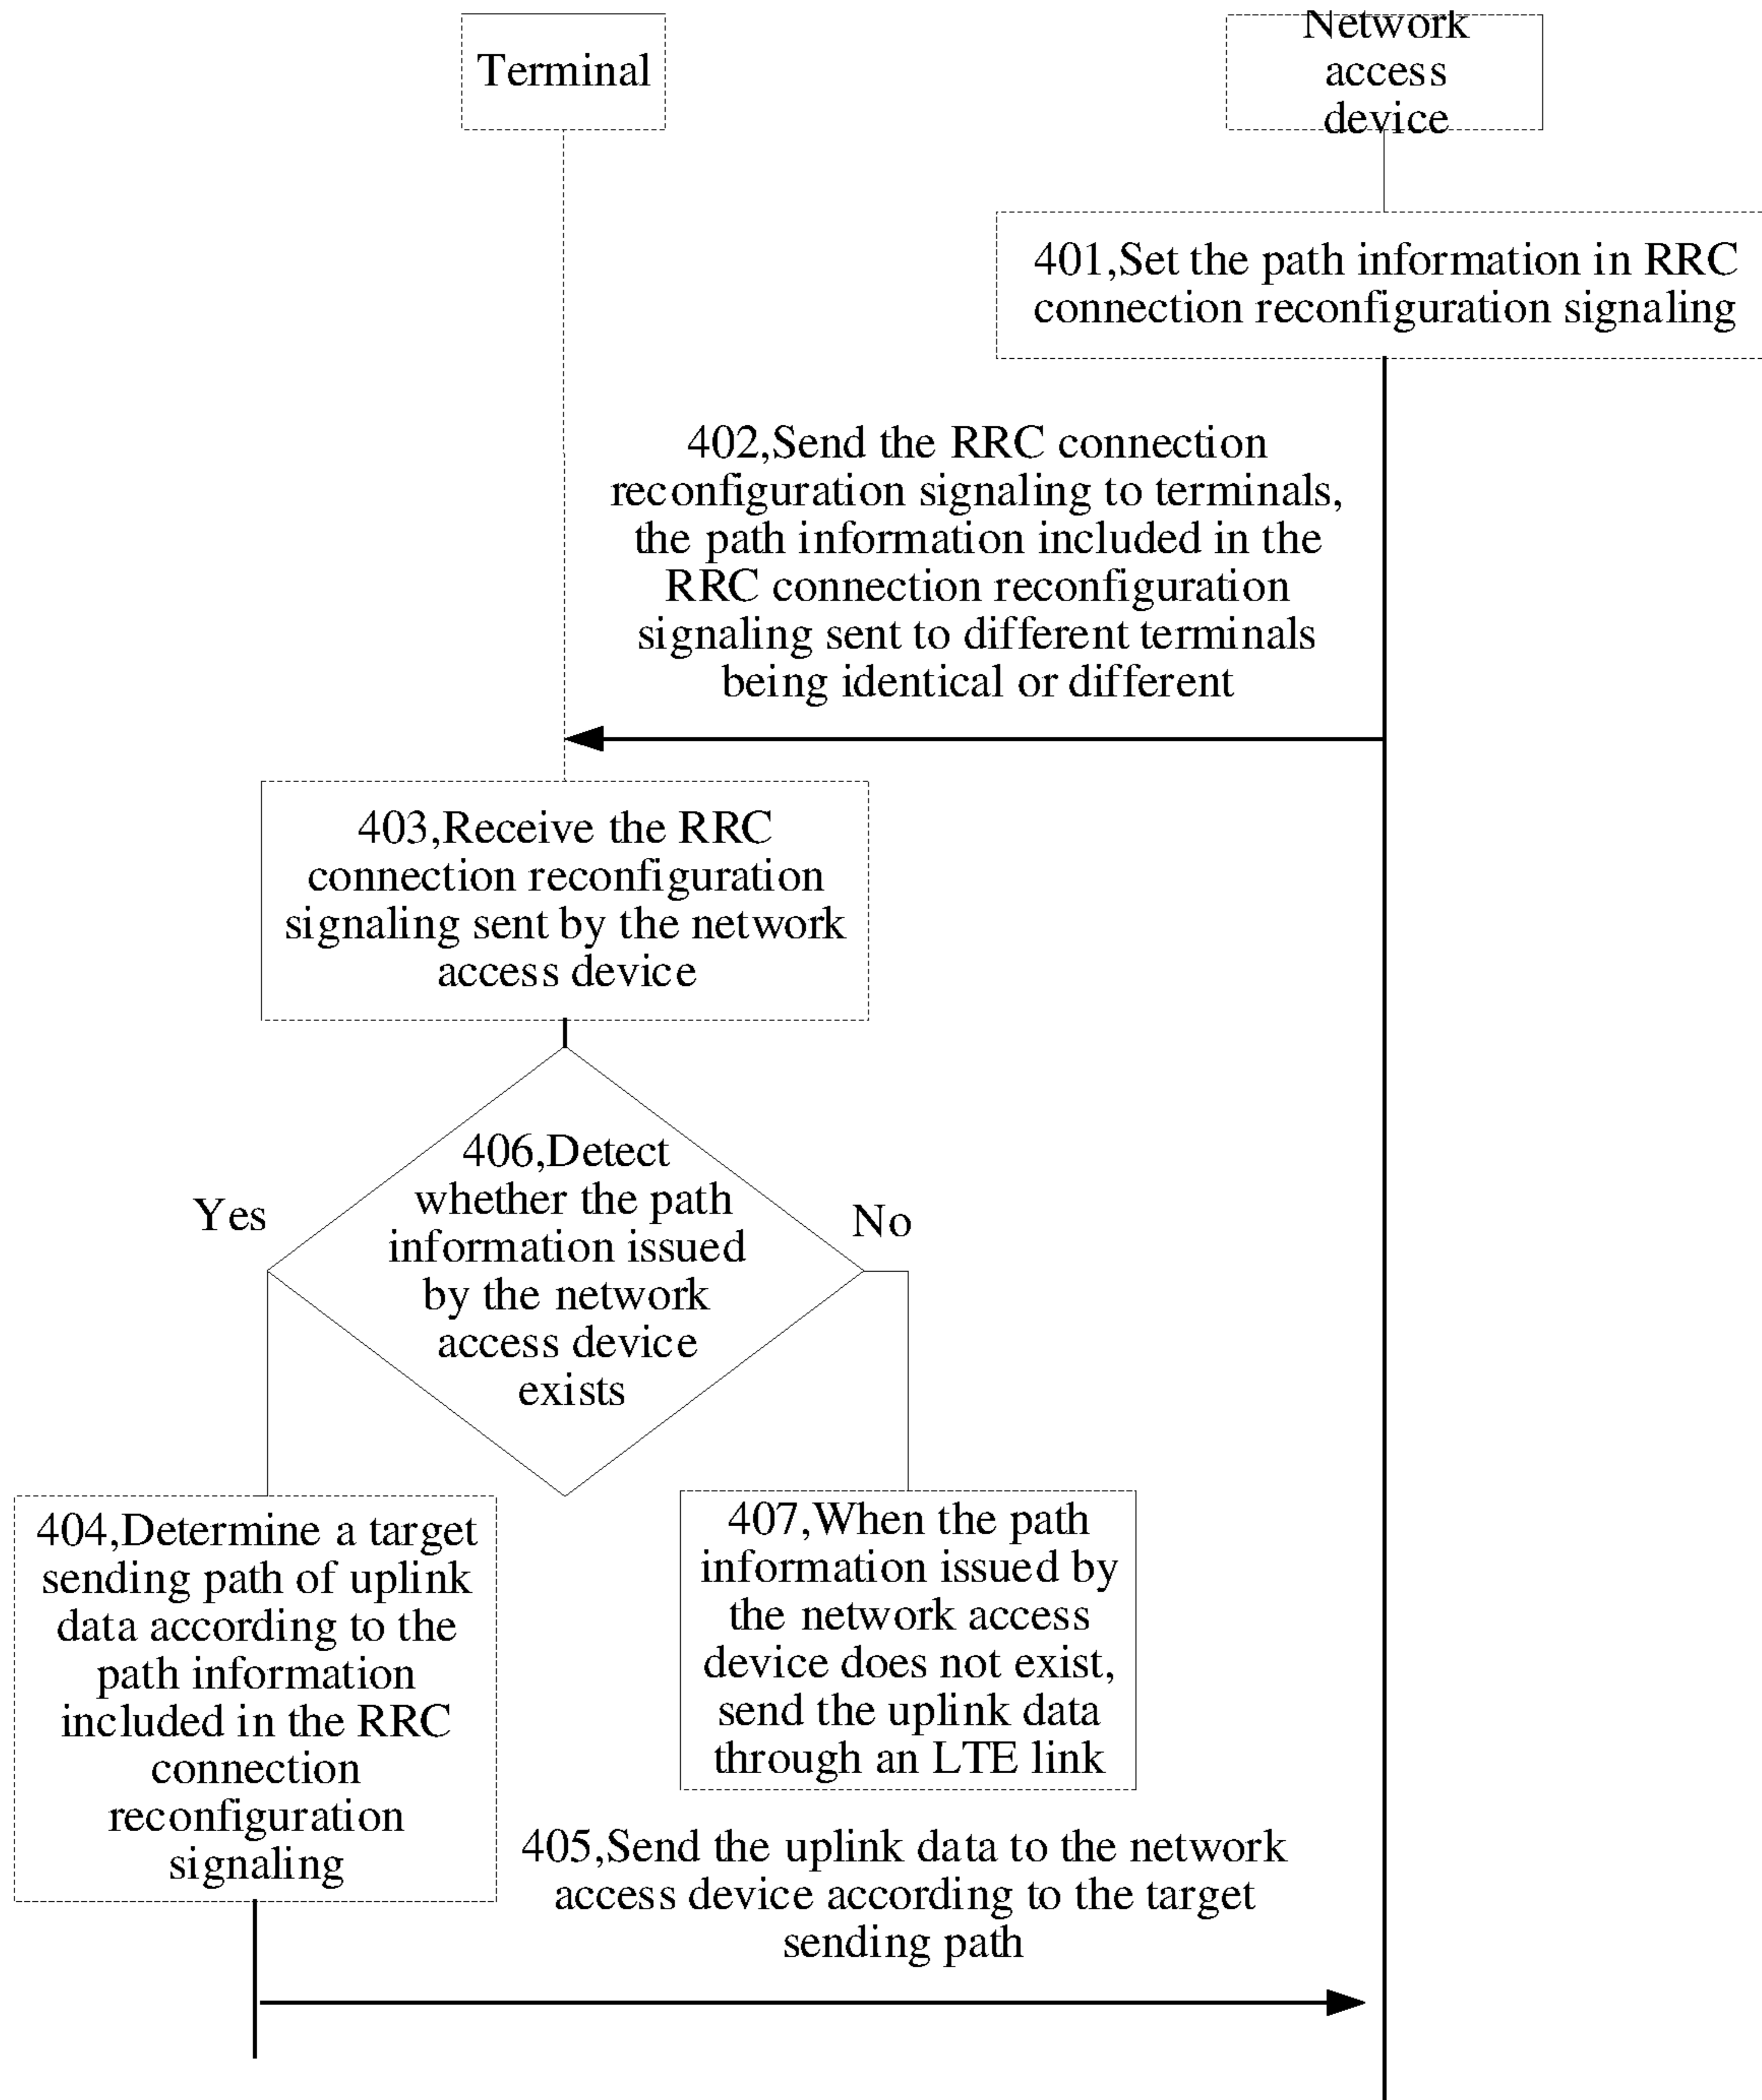 Terminal
Network
access
device
401,Set the path information in RRC
connection reconfiguration signaling
402,Send the RRC connection
reconfiguration signaling to terminals,
the path information included in the
RRC connection reconfiguration
signaling sent to different terminals
being identical or different
403,Receive the RRC
connection reconfiguration
signaling sent by the network
access device
406,Detect
whether the path
information issued
by the network
access device
exists
Yes
No
404,Determine a target
sending path of uplink
data according to the
path information
included in the RRC
connection
reconfiguration
signaling
407,When the path
information issued by
the network access
device does not exist,
send the uplink data
through an LTE link
405,Send the uplink data to the network
access device according to the target
sending path